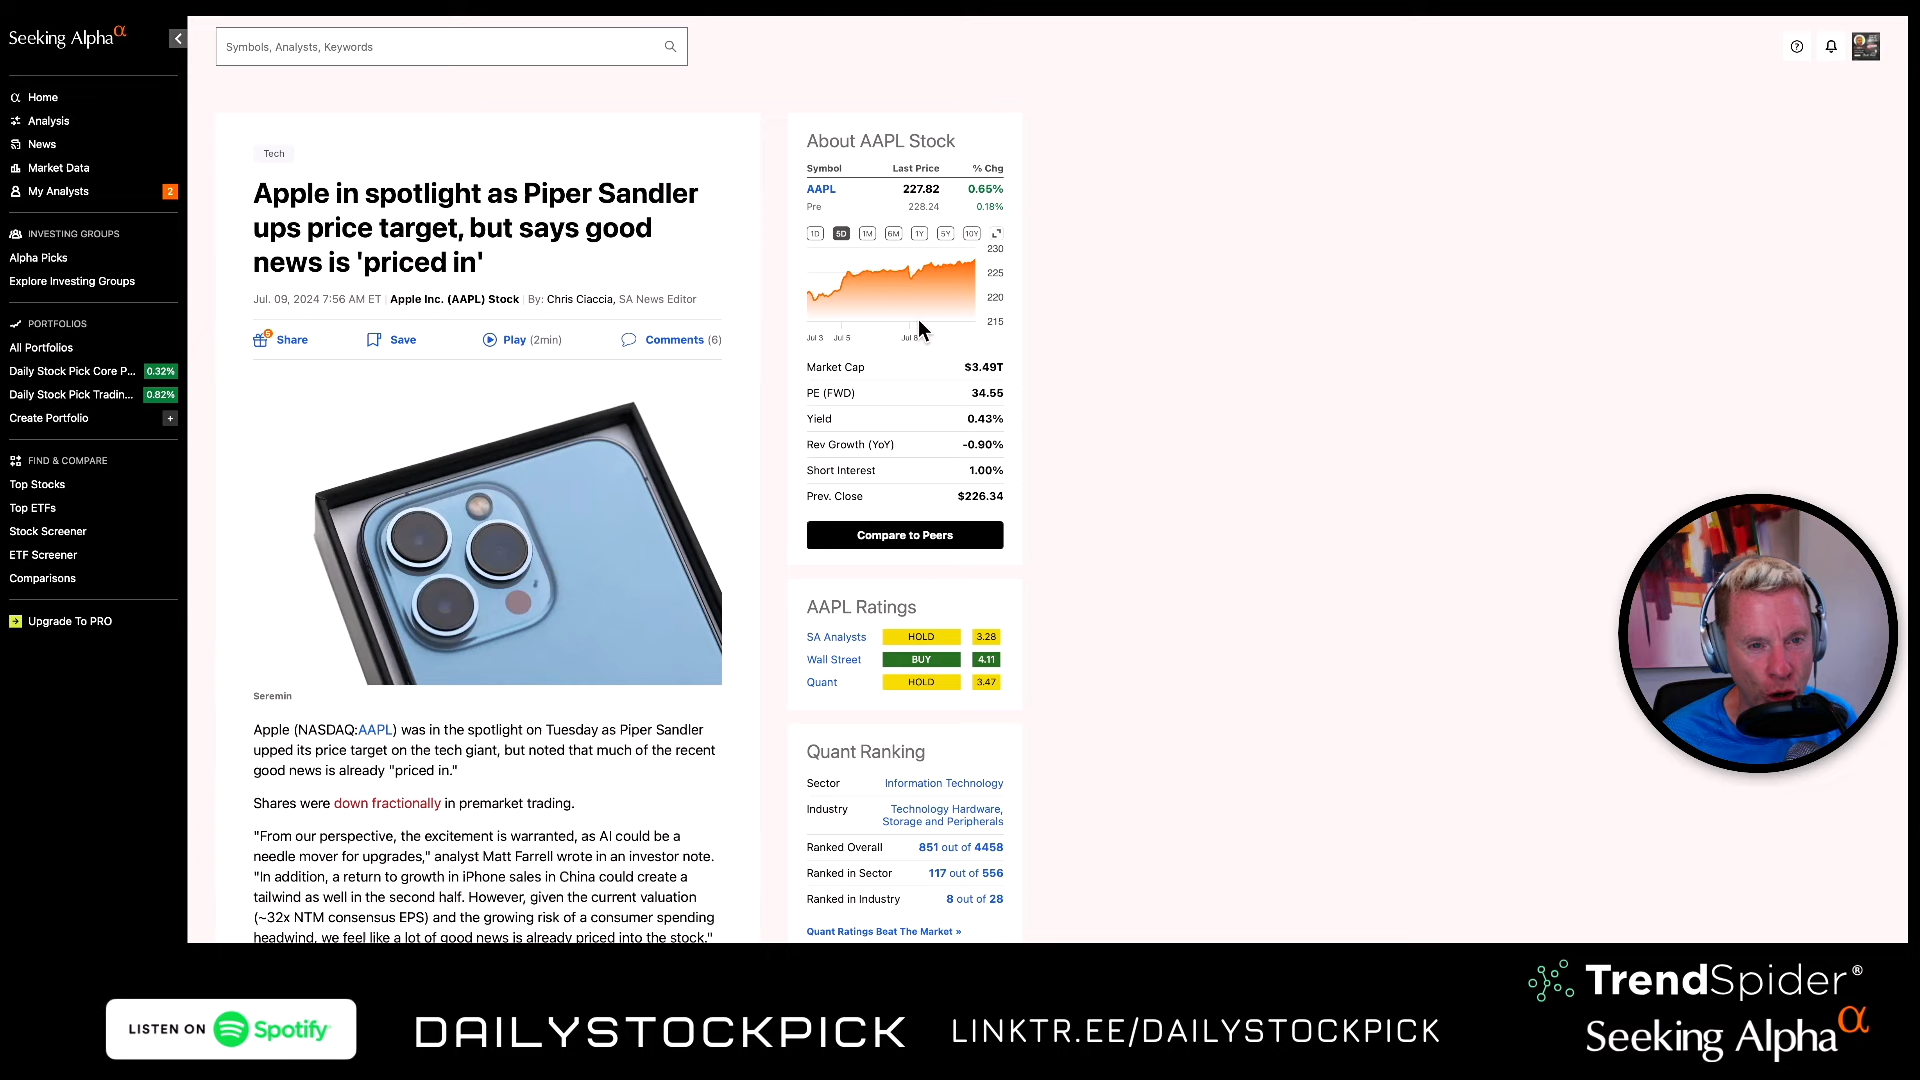 Seeking Alpha α
Symbols, Analysts, Keywords
Home
Analysis
News
Market Data
My Analysts 2
INVESTING GROUPS
Alpha Picks
Explore Investing Groups
PORTFOLIOS
All Portfolios
Daily Stock Pick Core P... 0.32%
Daily Stock Pick Tradin... 0.82%
Create Portfolio +
FIND & COMPARE
Top Stocks
Top ETFs
Stock Screener
ETF Screener
Comparisons
Upgrade To PRO
Tech
Apple in spotlight as Piper Sandler
ups price target, but says good
news is 'priced in'
Jul. 09, 2024 7:56 AM ET | Apple Inc. (AAPL) Stock | By: Chris Ciaccia, SA News Editor
5 Share Save Play (2min) Comments (6)
Seremin
Apple (NASDAQ:AAPL) was in the spotlight on Tuesday as Piper Sandler
upped its price target on the tech giant, but noted that much of the recent
good news is already "priced in."
Shares were down fractionally in premarket trading.
"From our perspective, the excitement is warranted, as AI could be a
needle mover for upgrades," analyst Matt Farrell wrote in an investor note.
"In addition, a return to growth in iPhone sales in China could create a
tailwind as well in the second half. However, given the current valuation
(~32x NTM consensus EPS) and the growing risk of a consumer spending
headwind, we feel like a lot of good news is already priced into the stock."
About AAPL Stock
Symbol Last Price % Chg
AAPL 227.82 0.65%
Pre 228.24 0.18%
1D 5D 1M 6M 1Y 5Y 10Y
230
225
220
215
Jul 3 Jul 5 Jul 8
Market Cap $3.49T
PE (FWD) 34.55
Yield 0.43%
Rev Growth (YoY) -0.90%
Short Interest 1.00%
Prev. Close $226.34
Compare to Peers
AAPL Ratings
SA Analysts HOLD 3.28
Wall Street BUY 4.11
Quant HOLD 3.47
Quant Ranking
Sector Information Technology
Industry Technology Hardware,
Storage and Peripherals
Ranked Overall 851 out of 4458
Ranked in Sector 117 out of 556
Ranked in Industry 8 out of 28
Quant Ratings Beat The Market »
LISTEN ON Spotify
DAILYSTOCKPICK
LINKTR.EE/DAILYSTOCKPICK
TrendSpider®
Seeking Alpha α